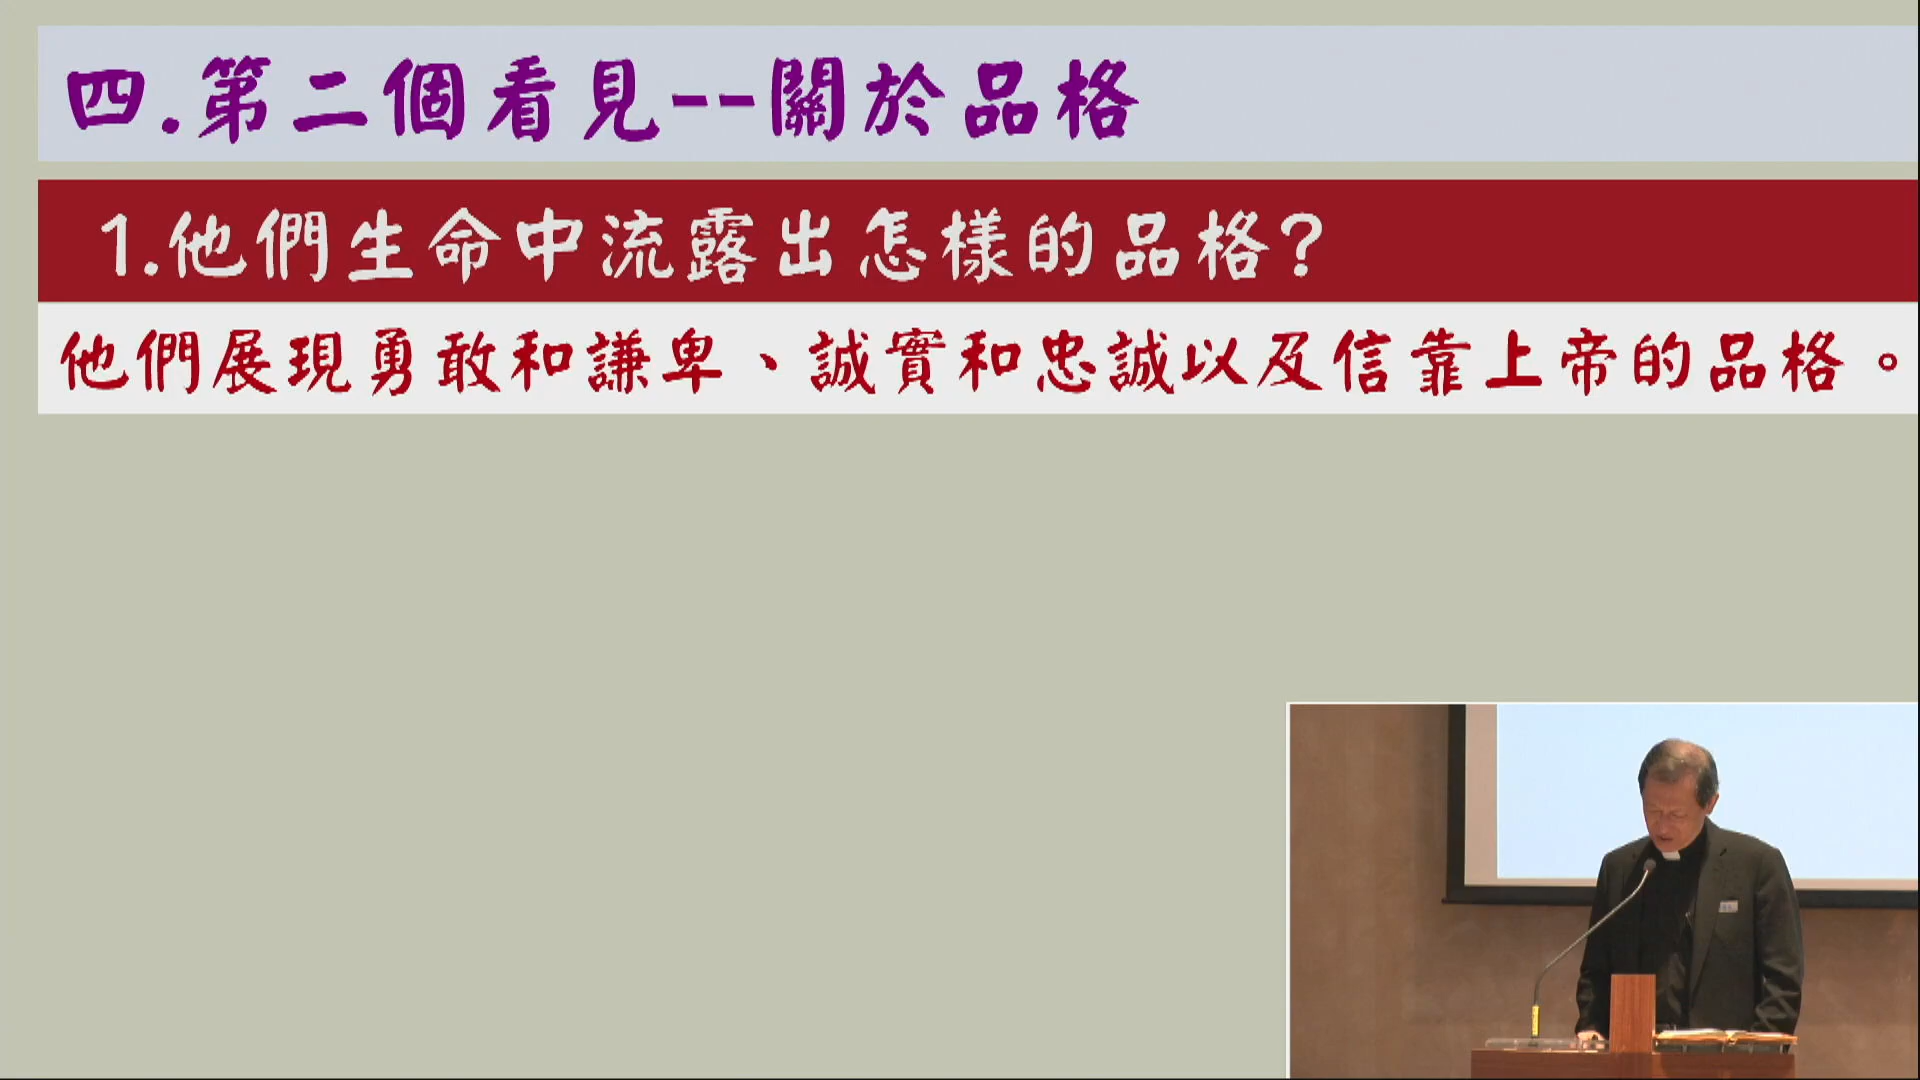 四.第二個看見--關於品格
1.他們生命中流露出怎樣的品格?
他們展現勇敢和謙卑、誠實和忠誠以及信靠上帝的品格。